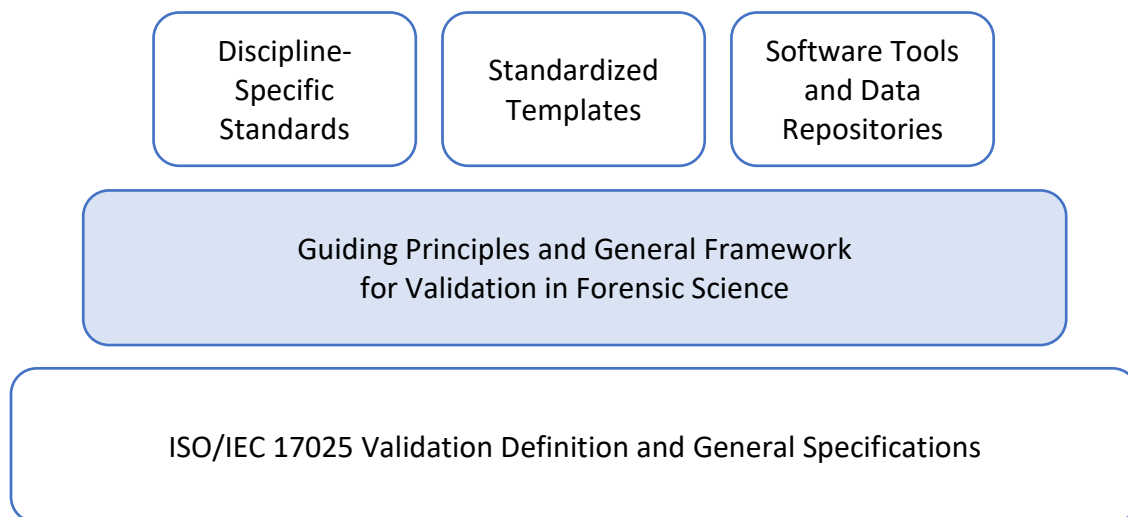 Discipline-
Specific
Standards
Standardized
Templates
Software Tools
and Data
Repositories
Guiding Principles and General Framework
for Validation in Forensic Science
ISO/IEC 17025 Validation Definition and General Specifications